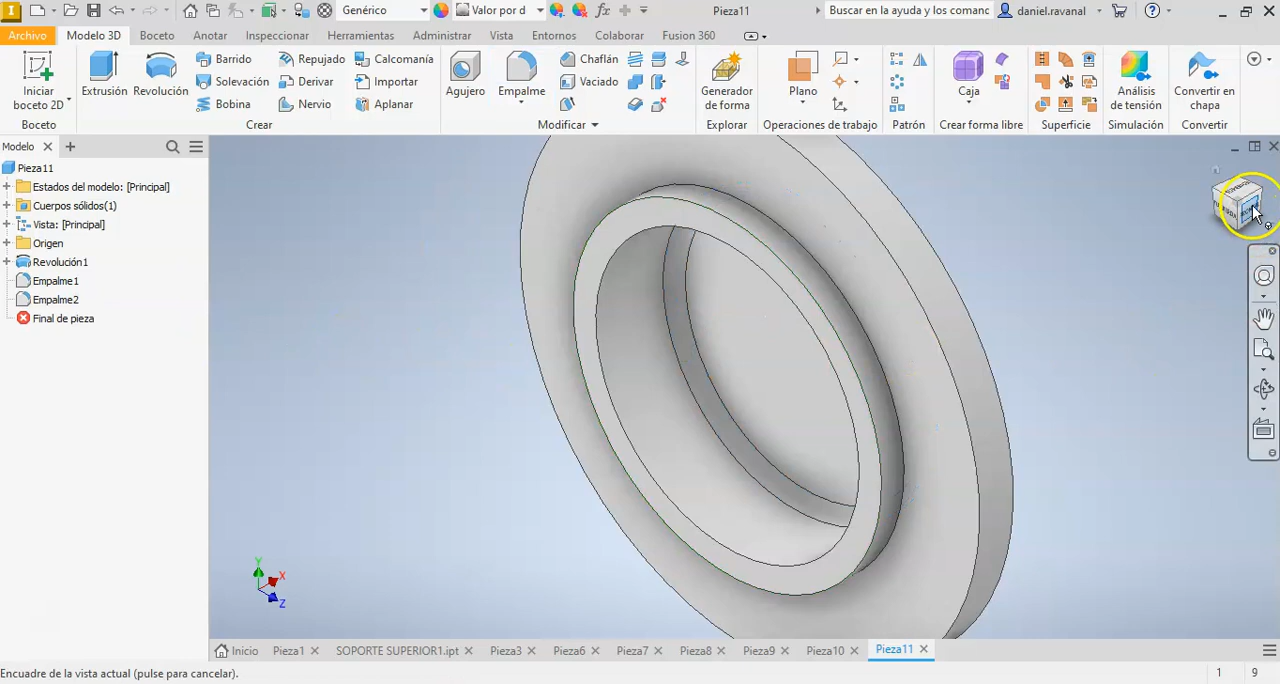 Genérico
Valor por d
Pieza11
Buscar en la ayuda y los comanc
daniel.ravanal
Archivo
Modelo 3D
Boceto
Anotar
Inspeccionar
Herramientas
Administrar
Vista
Entornos
Colaborar
Fusion 360
Iniciar
boceto 2D
Boceto
Extrusión
Revolución
Barrido
Solevación
Bobina
Repujado
Derivar
Nervio
Calcomanía
Importar
Aplanar
Crear
Agujero
Empalme
Chaflán
Vaciado
Modificar
Generador
de forma
Explorar
Plano
Operaciones de trabajo
Patrón
Caja
Crear forma libre
Superficie
Análisis
de tensión
Simulación
Convertir en
chapa
Convertir
Modelo
Pieza11
Estados del modelo: [Principal]
Cuerpos sólidos(1)
Vista: [Principal]
Origen
Revolución1
Empalme1
Empalme2
Final de pieza
Y
X
Z
Inicio
Pieza1
SOPORTE SUPERIOR1.ipt
Pieza3
Pieza6
Pieza7
Pieza8
Pieza9
Pieza10
Pieza11
Encuadre de la vista actual (pulse para cancelar).
1
9